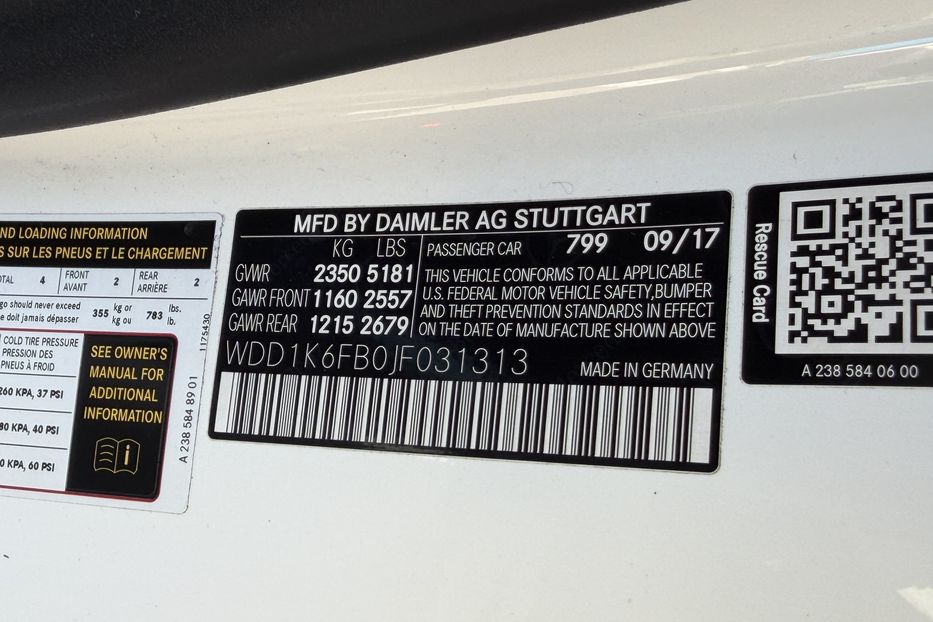 ND LOADING INFORMATION
S SUR LES PNEUS ET LE CHARGEMENT
OTAL 4 FRONT AVANT 2 REAR ARRIÈRE 2
go should never exceed
e doit jamais dépasser
355 kg or kg ou 783 lbs. lb.
COLD TIRE PRESSURE
PRESSION DES
PNEUS À FROID
260 KPA, 37 PSI
80 KPA, 40 PSI
0 KPA, 60 PSI
SEE OWNER'S
MANUAL FOR
ADDITIONAL
INFORMATION
i
1175430
A 238 584 89 01
MFD BY DAIMLER AG STUTTGART
KG LBS
GVWR 2350 5181
GAWR FRONT 1160 2557
GAWR REAR 1215 2679
PASSENGER CAR 799 09/17
THIS VEHICLE CONFORMS TO ALL APPLICABLE
U.S. FEDERAL MOTOR VEHICLE SAFETY,BUMPER
AND THEFT PREVENTION STANDARDS IN EFFECT
ON THE DATE OF MANUFACTURE SHOWN ABOVE
WDD1K6FB0JF031313
MADE IN GERMANY
Rescue Card
A 238 584 06 00